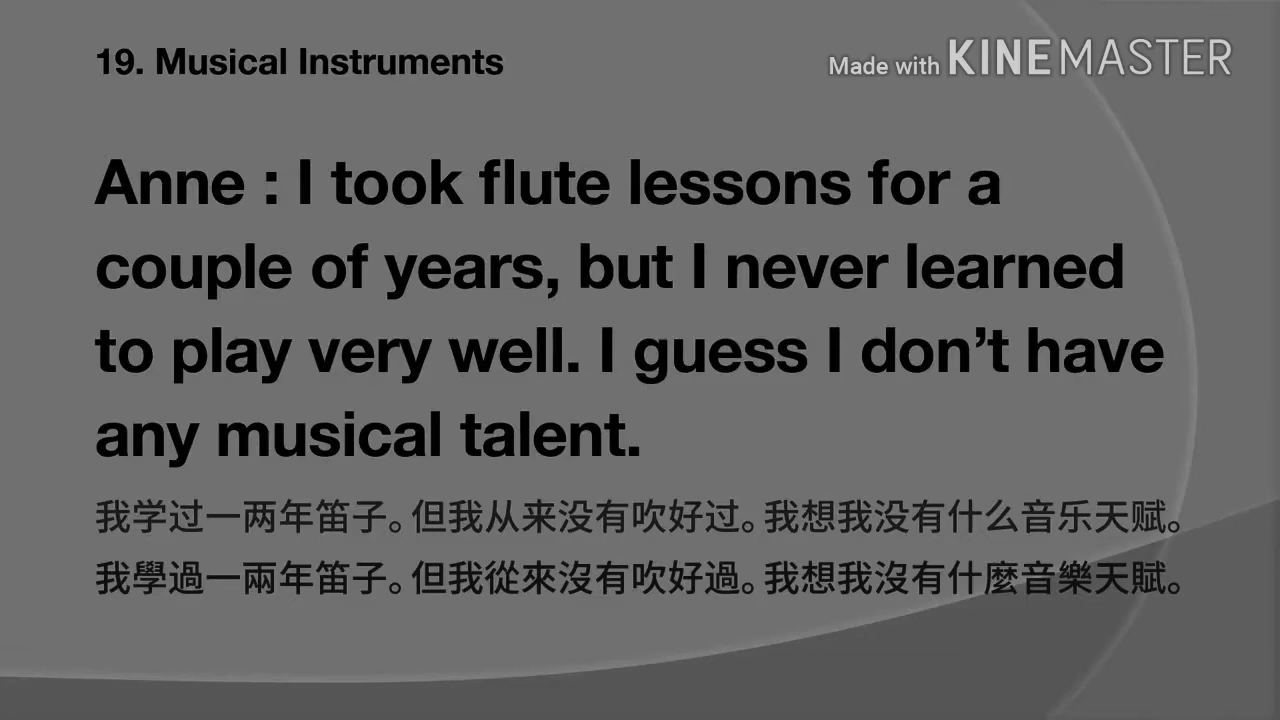 19. Musical Instruments
Made with KINEMASTER
Anne : I took flute lessons for a
couple of years, but I never learned
to play very well. I guess I don’t have
any musical talent.
我学过一两年笛子。但我从来没有吹好过。我想我没有什么音乐天赋。
我學過一兩年笛子。但我從來沒有吹好過。我想我沒有什麼音樂天賦。